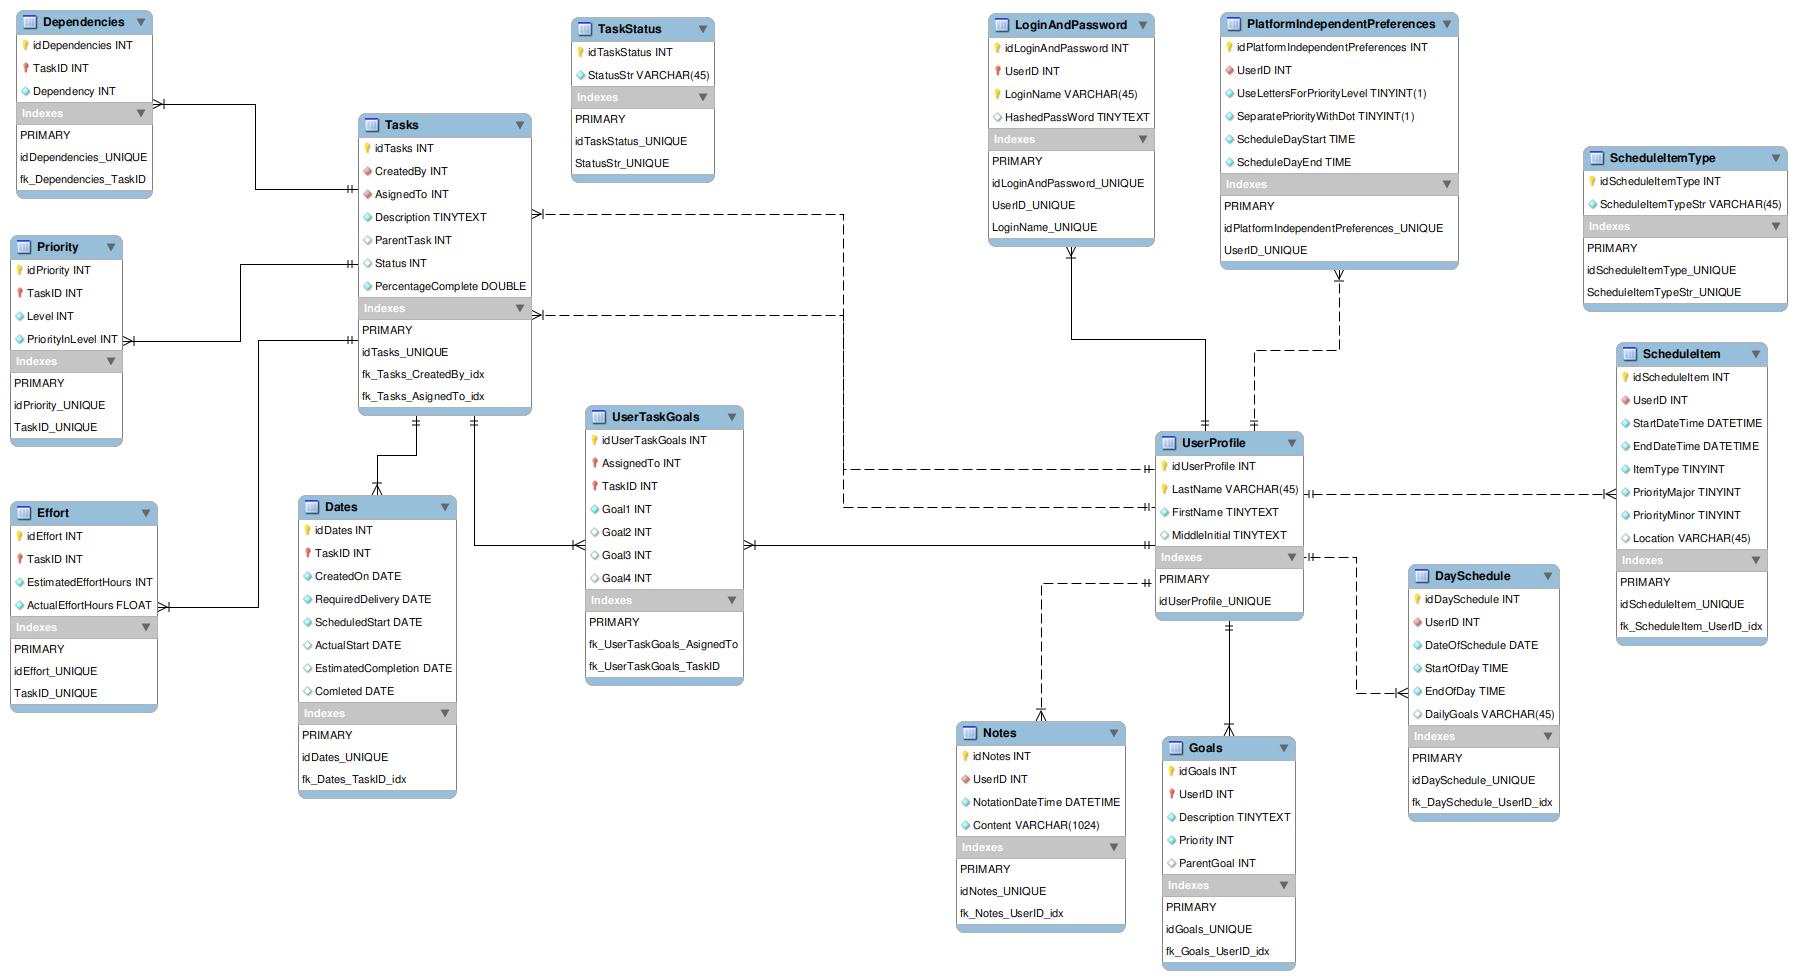 Dependencies
idDependencies INT
TaskID INT
Dependency INT
Indexes
PRIMARY
idDependencies_UNIQUE
fk_Dependencies_TaskID
Priority
idPriority INT
TaskID INT
Level INT
PriorityInLevel INT
Indexes
PRIMARY
idPriority_UNIQUE
TaskID_UNIQUE
Effort
idEffort INT
TaskID INT
EstimatedEffortHours INT
ActualEffortHours FLOAT
Indexes
PRIMARY
idEffort_UNIQUE
TaskID_UNIQUE
Tasks
idTasks INT
CreatedBy INT
AsignedTo INT
Description TINYTEXT
ParentTask INT
Status INT
PercentageComplete DOUBLE
Indexes
PRIMARY
idTasks_UNIQUE
fk_Tasks_CreatedBy_idx
fk_Tasks_AsignedTo_idx
Dates
idDates INT
TaskID INT
CreatedOn DATE
RequiredDelivery DATE
ScheduledStart DATE
ActualStart DATE
EstimatedCompletion DATE
Comleted DATE
Indexes
PRIMARY
idDates_UNIQUE
fk_Dates_TaskID_idx
TaskStatus
idTaskStatus INT
StatusStr VARCHAR(45)
Indexes
PRIMARY
idTaskStatus_UNIQUE
StatusStr_UNIQUE
UserTaskGoals
idUserTaskGoals INT
AssignedTo INT
TaskID INT
Goal1 INT
Goal2 INT
Goal3 INT
Goal4 INT
Indexes
PRIMARY
fk_UserTaskGoals_AsignedTo
fk_UserTaskGoals_TaskID
LoginAndPassword
idLoginAndPassword INT
UserID INT
LoginName VARCHAR(45)
HashedPassWord TINYTEXT
Indexes
PRIMARY
idLoginAndPassword_UNIQUE
UserID_UNIQUE
LoginName_UNIQUE
PlatformIndependentPreferences
idPlatformIndependentPreferences INT
UserID INT
UseLettersForPriorityLevel TINYINT(1)
SeparatePriorityWithDot TINYINT(1)
ScheduleDayStart TIME
ScheduleDayEnd TIME
Indexes
PRIMARY
idPlatformIndependentPreferences_UNIQUE
UserID_UNIQUE
UserProfile
idUserProfile INT
LastName VARCHAR(45)
FirstName TINYTEXT
MiddleInitial TINYTEXT
Indexes
PRIMARY
idUserProfile_UNIQUE
Notes
idNotes INT
UserID INT
NotationDateTime DATETIME
Content VARCHAR(1024)
Indexes
PRIMARY
idNotes_UNIQUE
fk_Notes_UserID_idx
Goals
idGoals INT
UserID INT
Description TINYTEXT
Priority INT
ParentGoal INT
Indexes
PRIMARY
idGoals_UNIQUE
fk_Goals_UserID_idx
ScheduleItemType
idScheduleItemType INT
ScheduleItemTypeStr VARCHAR(45)
Indexes
PRIMARY
idScheduleItemType_UNIQUE
ScheduleItemTypeStr_UNIQUE
ScheduleItem
idScheduleItem INT
UserID INT
StartDateTime DATETIME
EndDateTime DATETIME
ItemType TINYINT
PriorityMajor TINYINT
PriorityMinor TINYINT
Location VARCHAR(45)
Indexes
PRIMARY
idScheduleItem_UNIQUE
fk_ScheduleItem_UserID_idx
DaySchedule
idDaySchedule INT
UserID INT
DateOfSchedule DATE
StartOfDay TIME
EndOfDay TIME
DailyGoals VARCHAR(45)
Indexes
PRIMARY
idDaySchedule_UNIQUE
fk_DaySchedule_UserID_idx